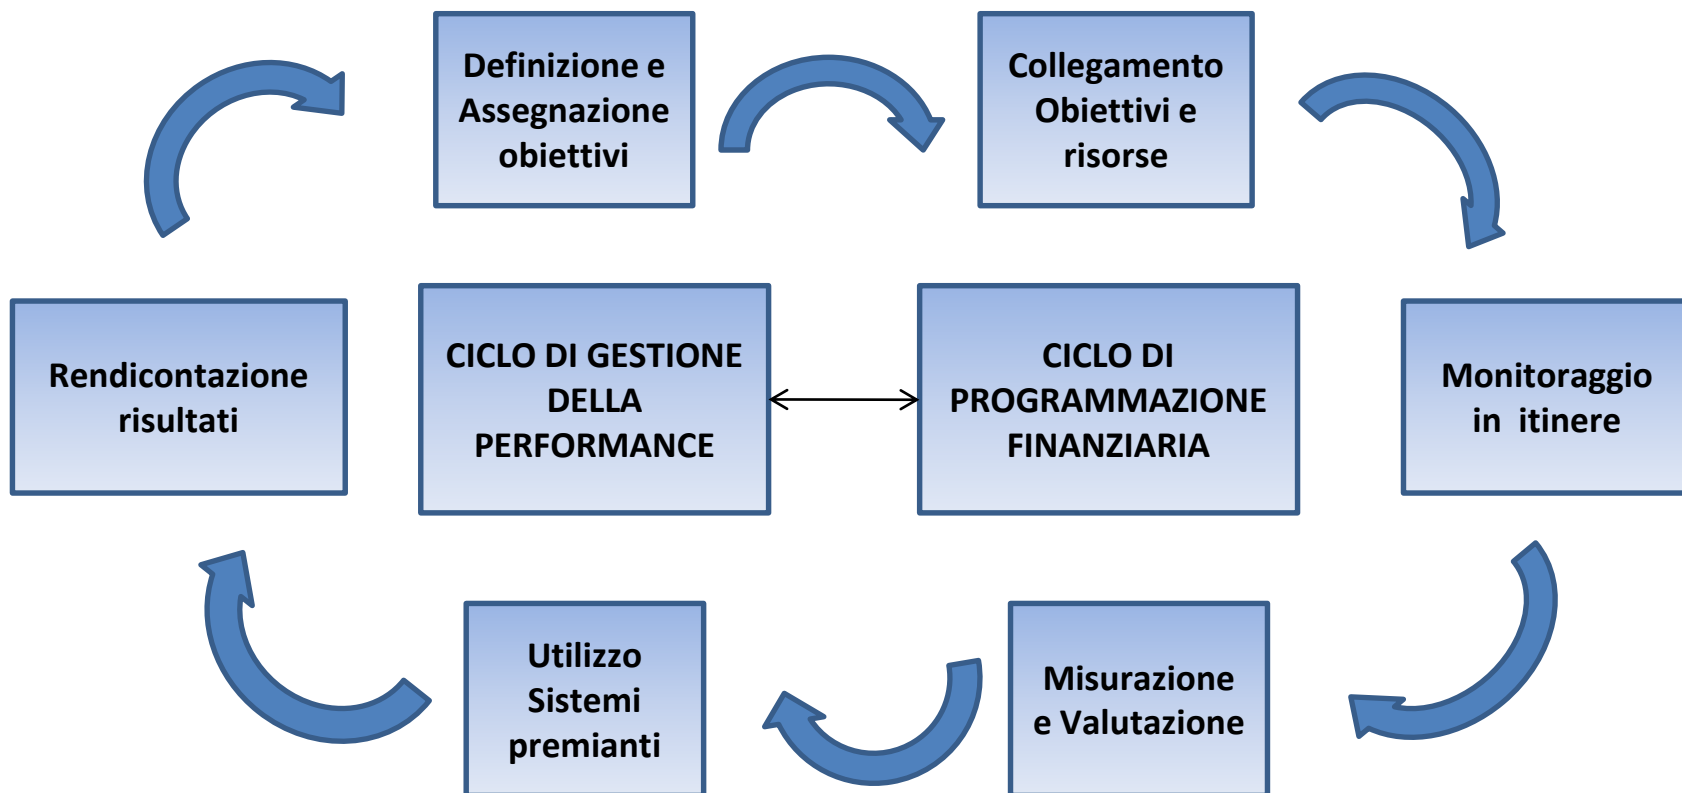 Definizione e
Assegnazione
obiettivi
Collegamento
Obiettivi e
risorse
Rendicontazione
risultati
CICLO DI GESTIONE
DELLA
PERFORMANCE
CICLO DI
PROGRAMMAZIONE
FINANZIARIA
Monitoraggio
in itinere
Utilizzo
Sistemi
premianti
Misurazione
e Valutazione